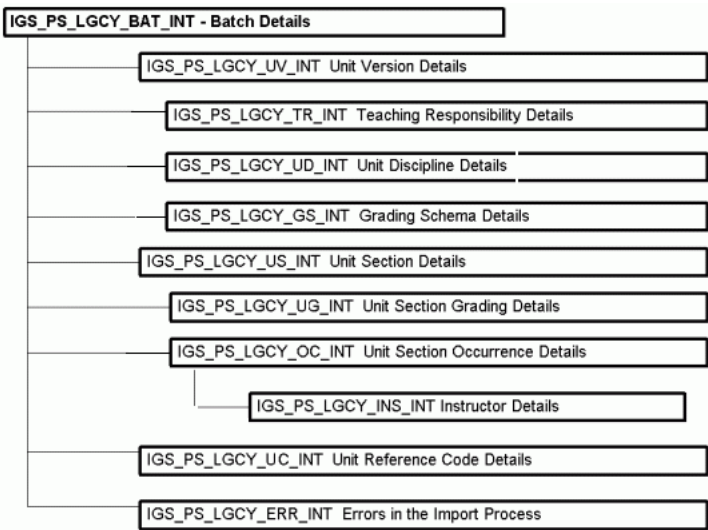 IGS_PS_LGCY_BAT_INT - Batch Details
IGS_PS_LGCY_UV_INT Unit Version Details
IGS_PS_LGCY_TR_INT Teaching Responsibility Details
IGS_PS_LGCY_UD_INT Unit Discipline Details
IGS_PS_LGCY_GS_INT Grading Schema Details
IGS_PS_LGCY_US_INT Unit Section Details
IGS_PS_LGCY_UG_INT Unit Section Grading Details
IGS_PS_LGCY_OC_INT Unit Section Occurrence Details
IGS_PS_LGCY_INS_INT Instructor Details
IGS_PS_LGCY_UC_INT Unit Reference Code Details
IGS_PS_LGCY_ERR_INT Errors in the Import Process